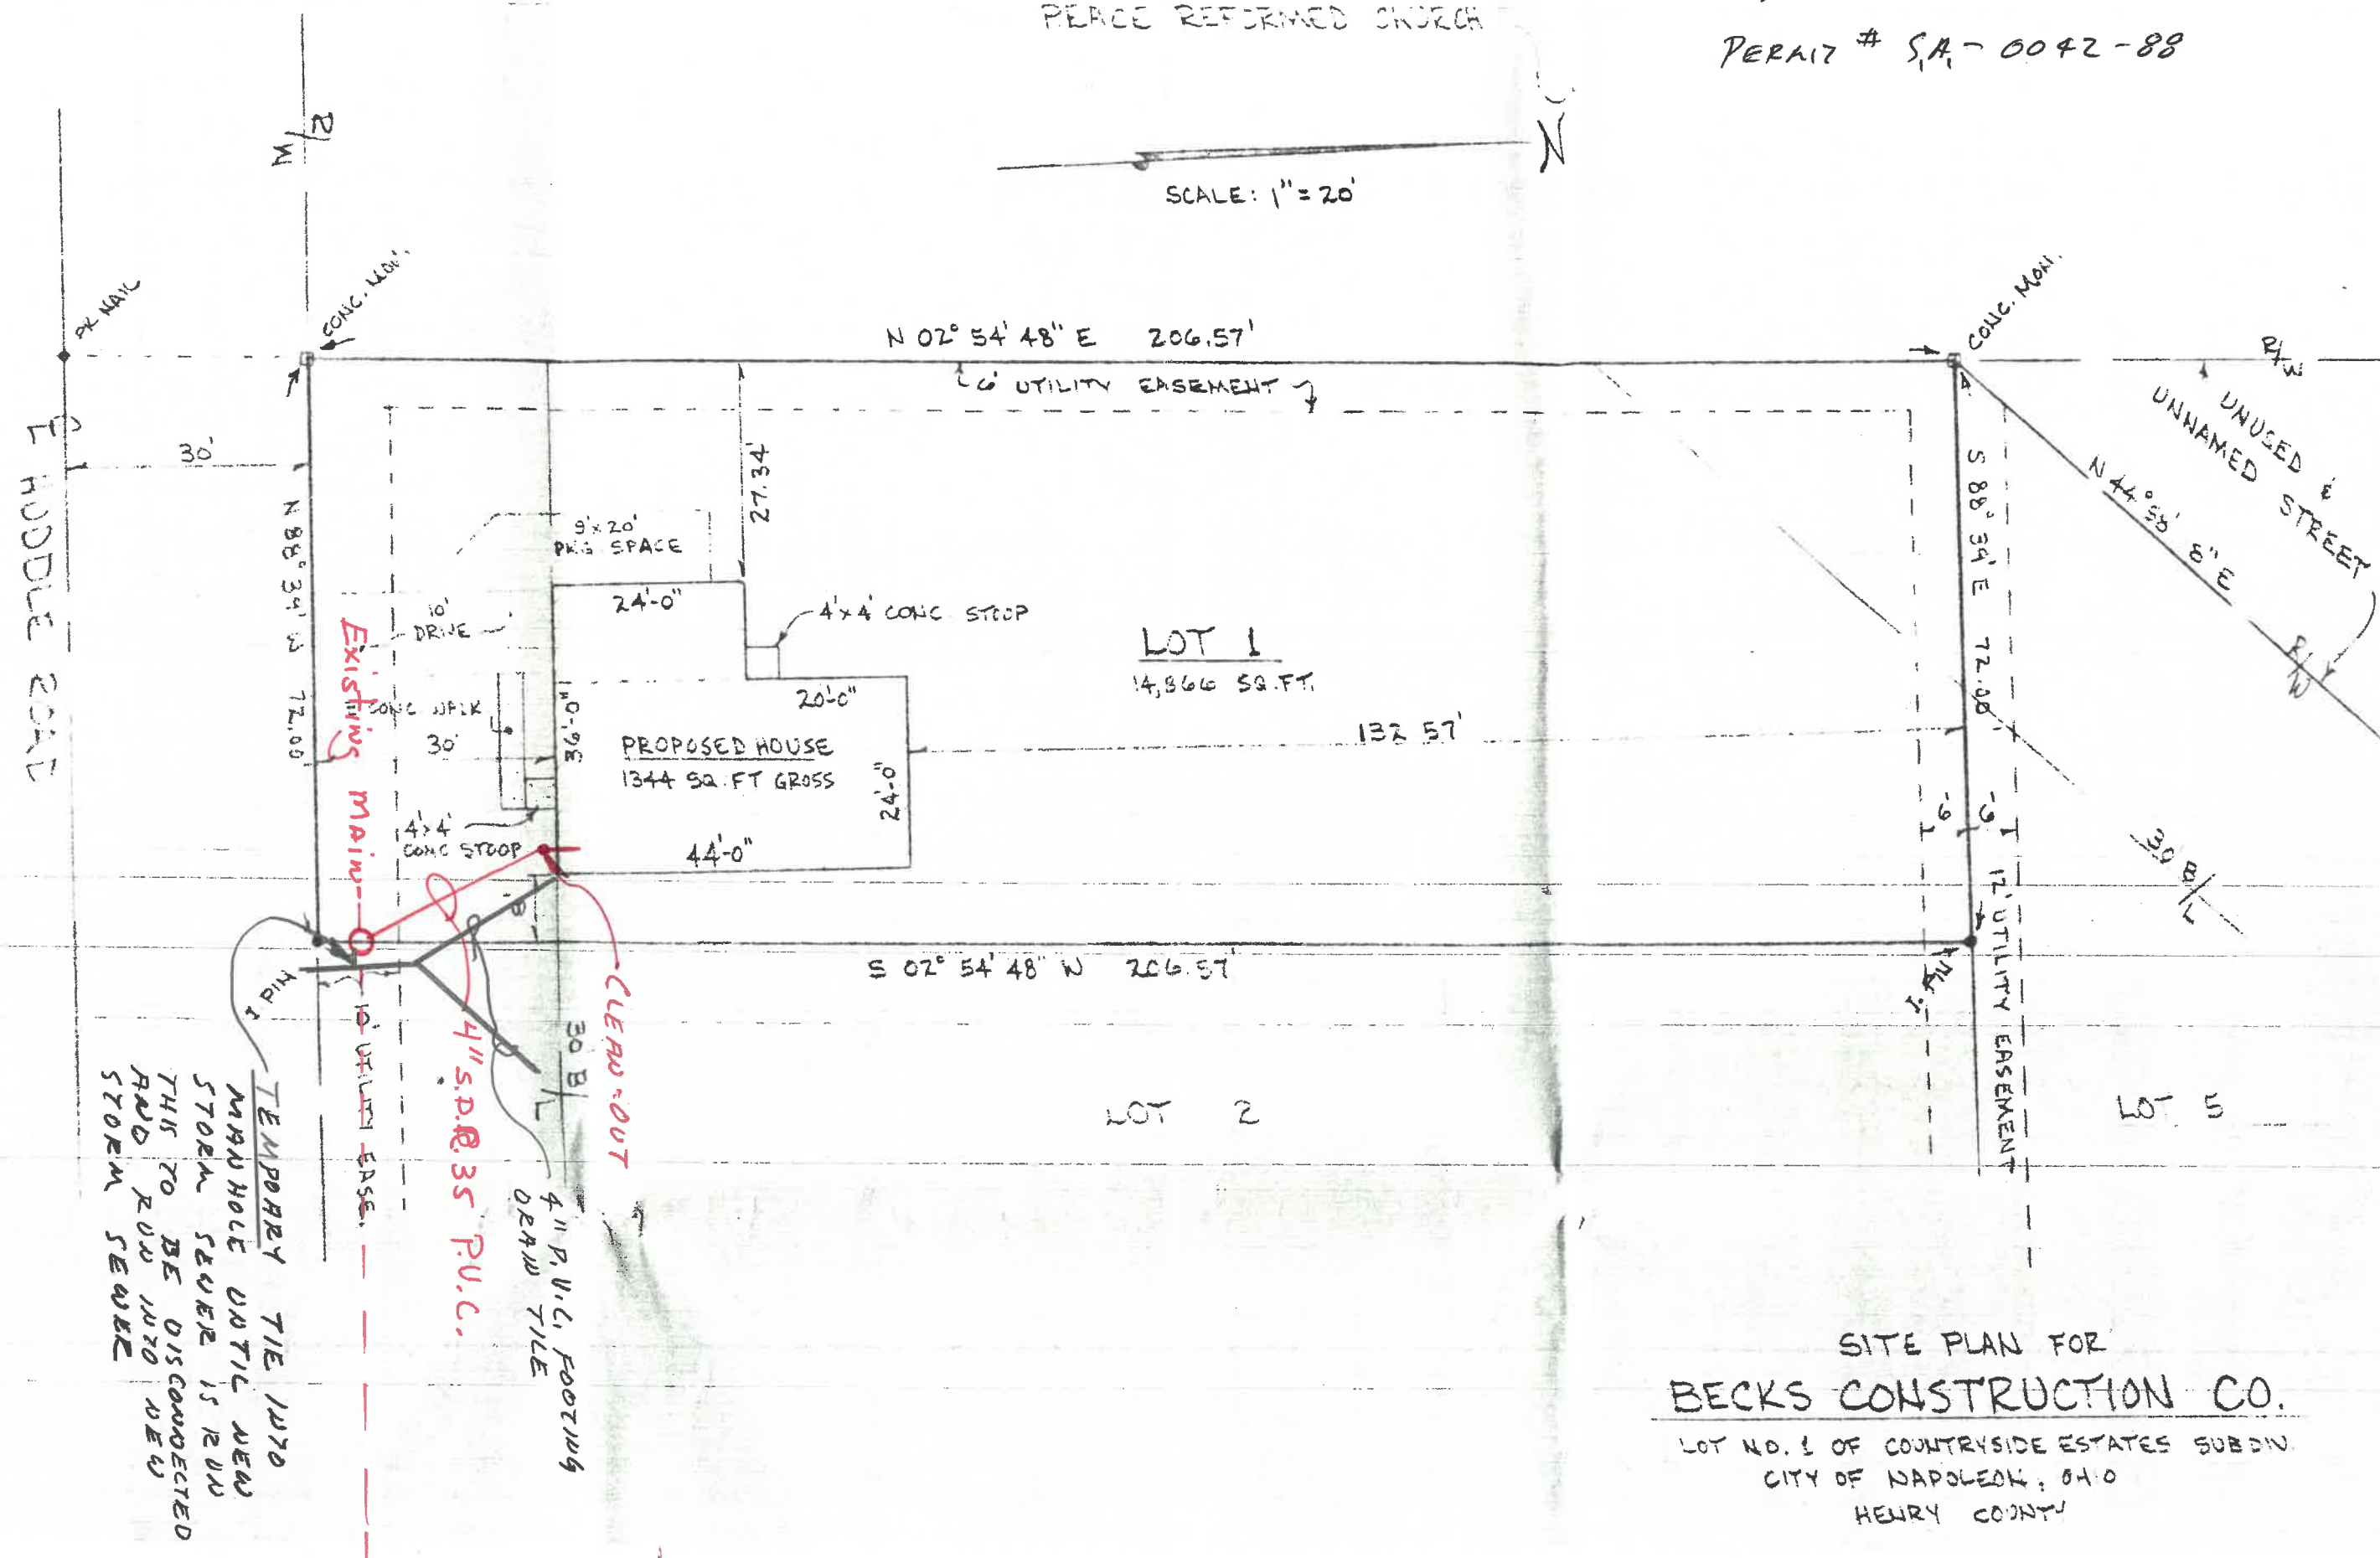 PEACE REFORMED CHURCH
PERMIT # S.A.- 0042-88
N
SCALE: 1"=20'
R/W
PK NAIL
CONC. MON.
N 02° 54' 48" E 206.57'
6' UTILITY EASEMENT
CONC. MON.
R/W
UNUSED &
UNNAMED STREET
N 44° 58' 8" E
R/W
30'
HUDDLE ROAD
N 88° 34' W 72.00'
27.34'
9'x20'
PKG SPACE
24'-0"
4'x4' CONC. STOOP
10'
DRIVE
LOT 1
14,866 SQ.FT.
S 88° 34' E 72.00'
Existing Main
CONC WALK
30'
36'-0"
20'-0"
PROPOSED HOUSE
1344 SQ. FT GROSS
24'-0"
132.57'
4'x4'
CONC STOOP
44'-0"
8'
6'
6'
12' UTILITY EASEMENT
30' B/L
S 02° 54' 48" W 206.57'
I. PIN
I. PIN
10' UTILITY EASE.
4" S.D.R. 35 P.V.C.
CLEAN-OUT
30 B/L
4" P.V.C. FOOTING
DRAIN TILE
LOT 2
LOT 5
TEMPORARY TIE INTO
MANHOLE UNTIL NEW
STORM SEWER IS RUN
THIS TO BE DISCONNECTED
AND RUN INTO NEW
STORM SEWER
SITE PLAN FOR
BECKS CONSTRUCTION CO.
LOT NO. 1 OF COUNTRYSIDE ESTATES SUBDIV.
CITY OF NAPOLEON, OHIO
HENRY COUNTY